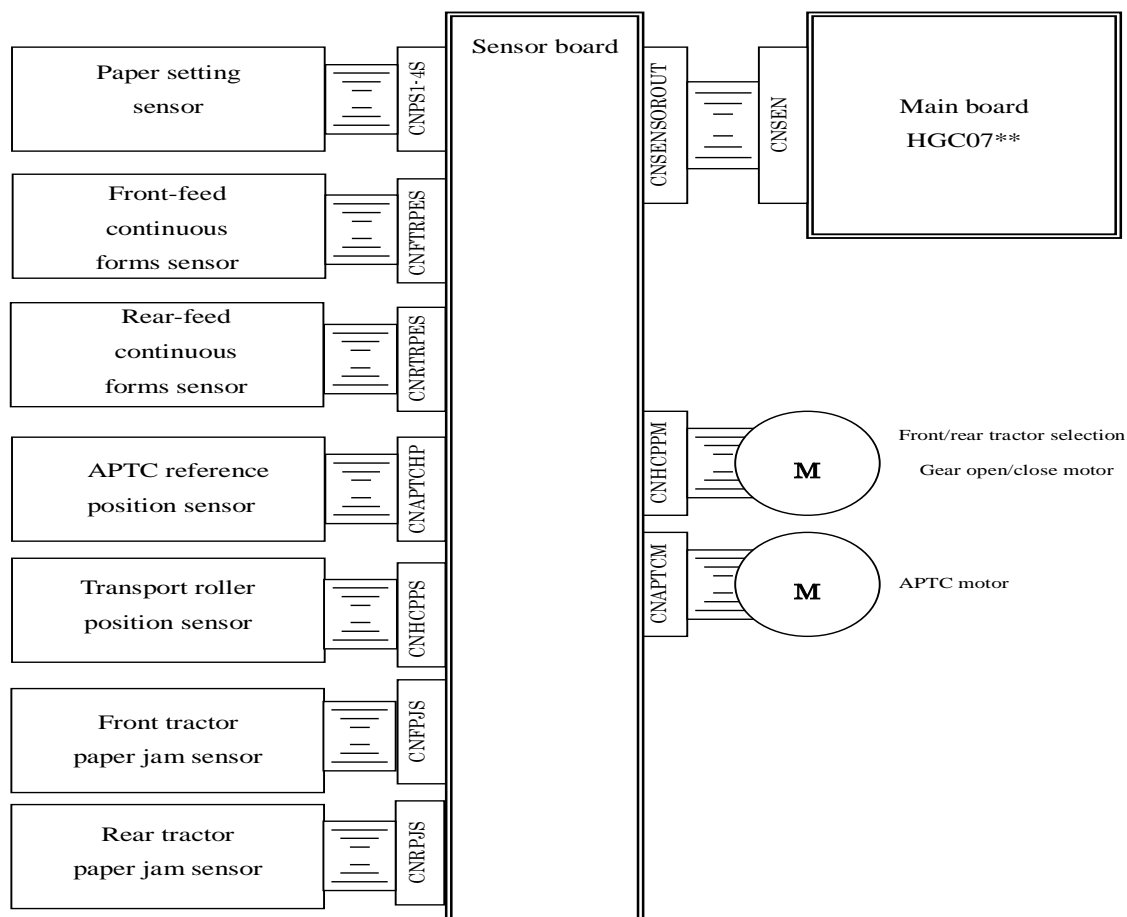 Sensor board
Paper setting
sensor
CNPS1-4S
Front-feed
continuous
forms sensor
CNFTRPES
Rear-feed
continuous
forms sensor
CNRTRPES
APTC reference
position sensor
CNAPTCHP
Transport roller
position sensor
CNHCPPS
Front tractor
paper jam sensor
CNFPJS
Rear tractor
paper jam sensor
CNRPJS
CNSENSOROUT
CNSEN
Main board
HGC07**
CNHCPPM
M
Front/rear tractor selection
Gear open/close motor
CNAPTCM
M
APTC motor